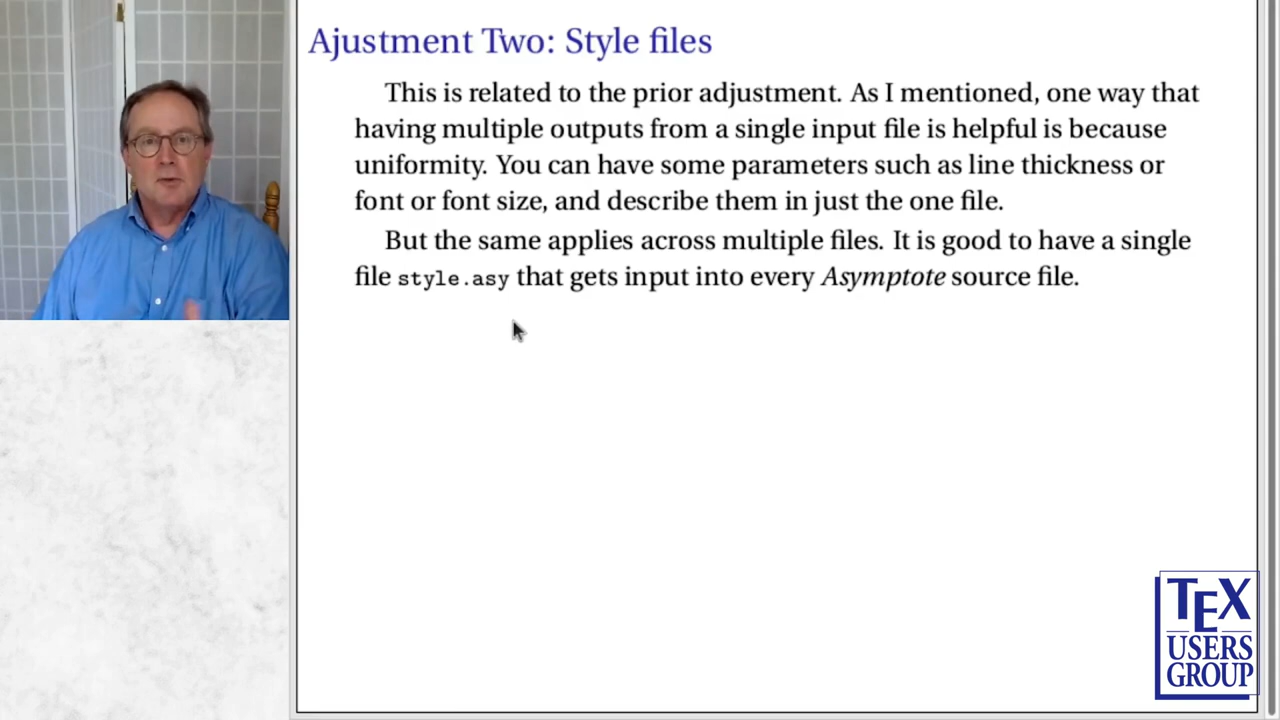 Ajustment Two: Style files
This is related to the prior adjustment. As I mentioned, one way that
having multiple outputs from a single input file is helpful is because
uniformity. You can have some parameters such as line thickness or
font or font size, and describe them in just the one file.
But the same applies across multiple files. It is good to have a single
file style.asy that gets input into every Asymptote source file.
TEX
USERS
GROUP